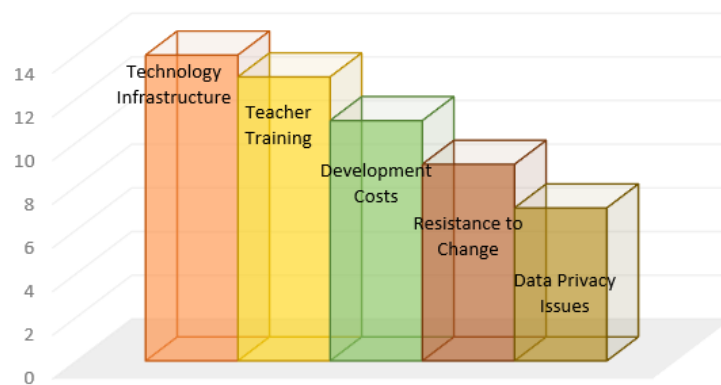 14
12
10
8
6
4
2
0
Technology
Infrastructure
Teacher
Training
Development
Costs
Resistance to
Change
Data Privacy
Issues